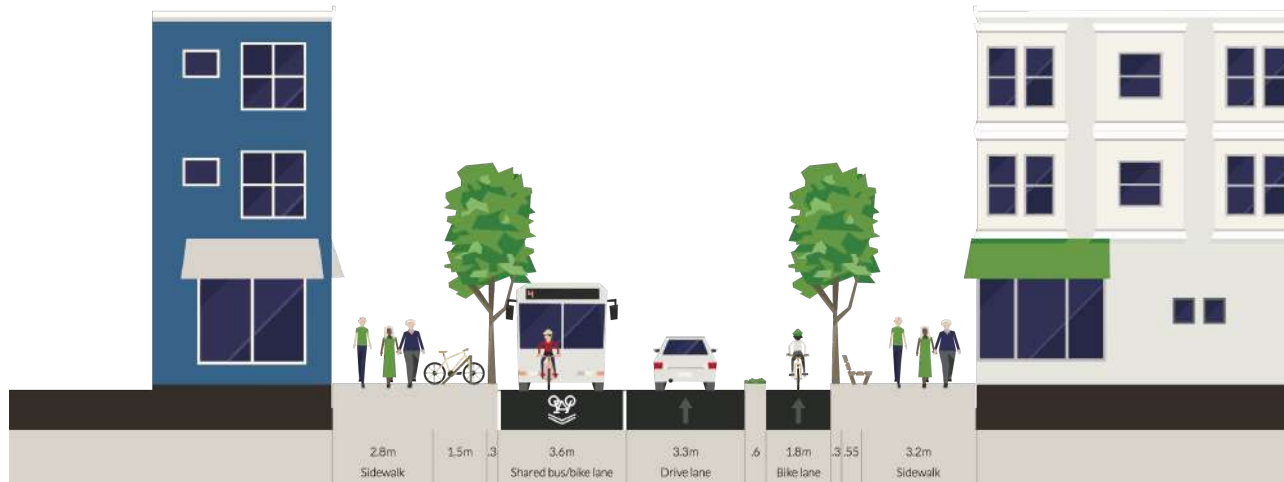 4
2.8m 1.5m .3 3.6m 3.3m .6 1.8m .3 .55 3.2m
Sidewalk Shared bus/bike lane Drive lane Bike lane Sidewalk